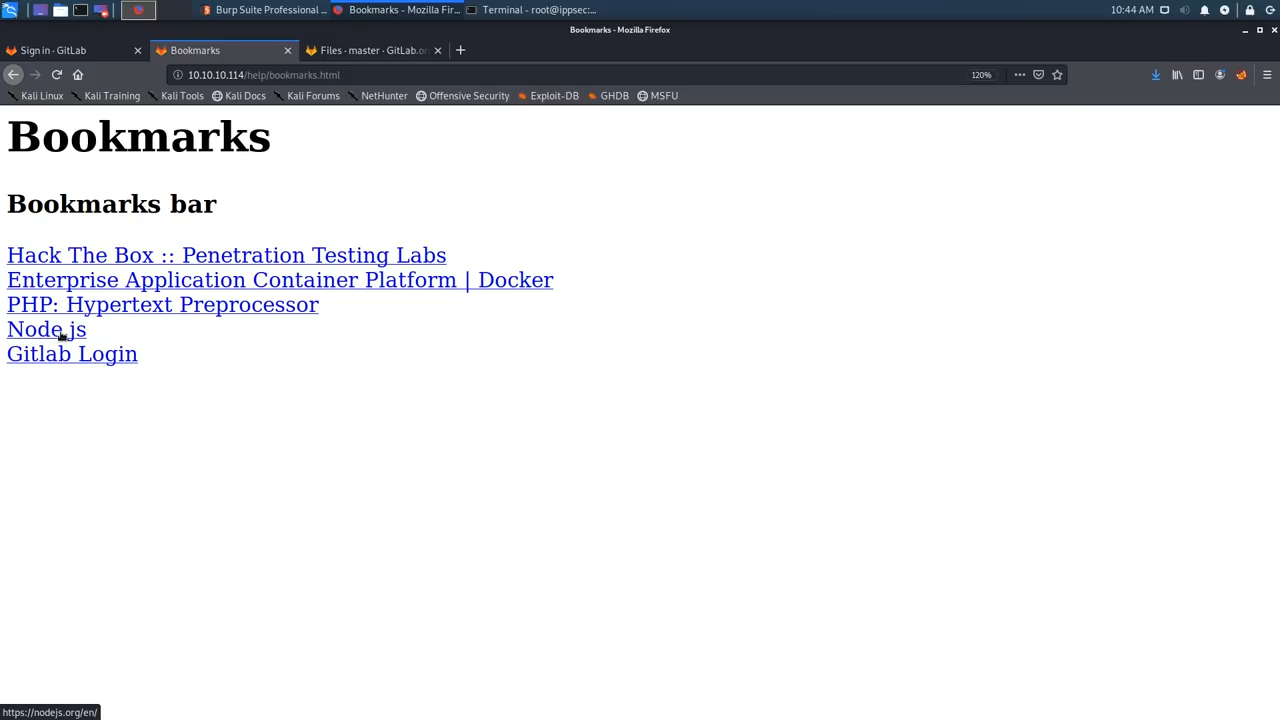 Burp Suite Professional ...
Bookmarks - Mozilla Fir...
Terminal - root@ippsec:...
10:44 AM
Bookmarks - Mozilla Firefox
Sign in · GitLab
Bookmarks
Files · master · GitLab.or
10.10.10.114/help/bookmarks.html
120%
Kali Linux
Kali Training
Kali Tools
Kali Docs
Kali Forums
NetHunter
Offensive Security
Exploit-DB
GHDB
MSFU
Bookmarks
Bookmarks bar
Hack The Box :: Penetration Testing Labs
Enterprise Application Container Platform | Docker
PHP: Hypertext Preprocessor
Node.js
Gitlab Login
https://nodejs.org/en/